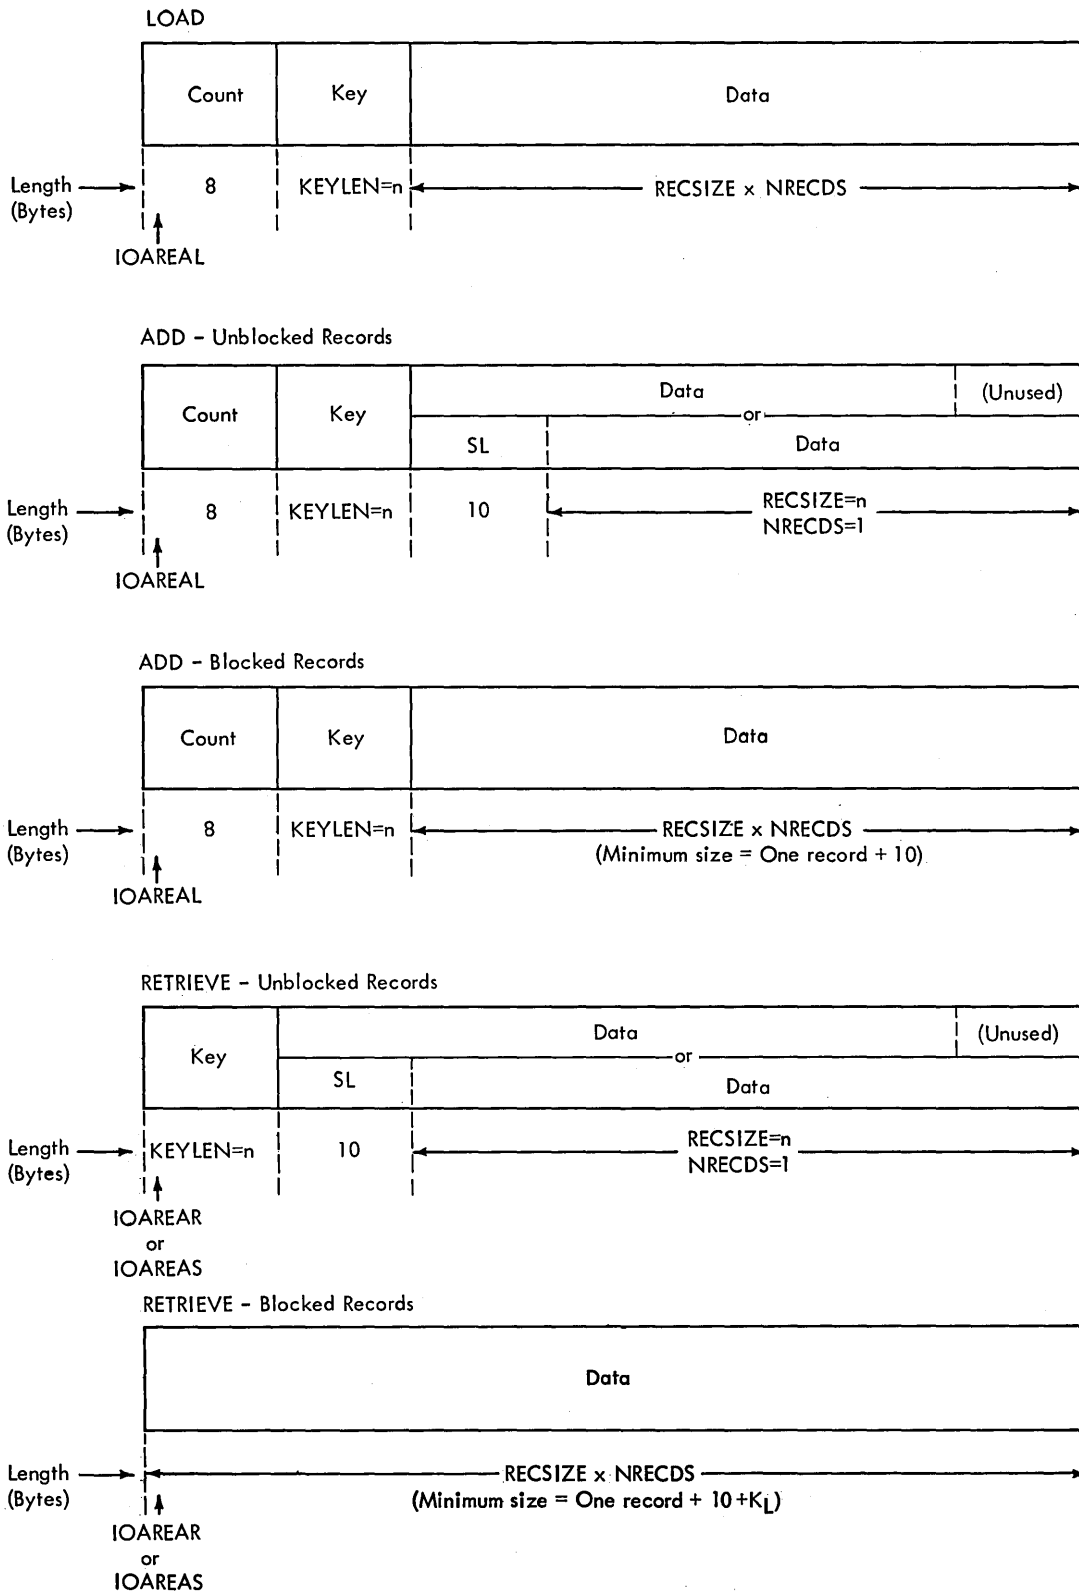 LOAD
Count Key Data
Length (Bytes) 8 KEYLEN=n RECSIZE x NRECDS
IOAREAL
ADD - Unblocked Records
Count Key Data (Unused)
or
SL Data
Length (Bytes) 8 KEYLEN=n 10 RECSIZE=n NRECDS=1
IOAREAL
ADD - Blocked Records
Count Key Data
Length (Bytes) 8 KEYLEN=n RECSIZE x NRECDS
(Minimum size = One record + 10)
IOAREAL
RETRIEVE - Unblocked Records
Key Data (Unused)
or
SL Data
Length (Bytes) KEYLEN=n 10 RECSIZE=n NRECDS=1
IOAREAR
or
IOAREAS
RETRIEVE - Blocked Records
Data
Length (Bytes) RECSIZE x NRECDS
(Minimum size = One record + 10 +KL)
IOAREAR
or
IOAREAS